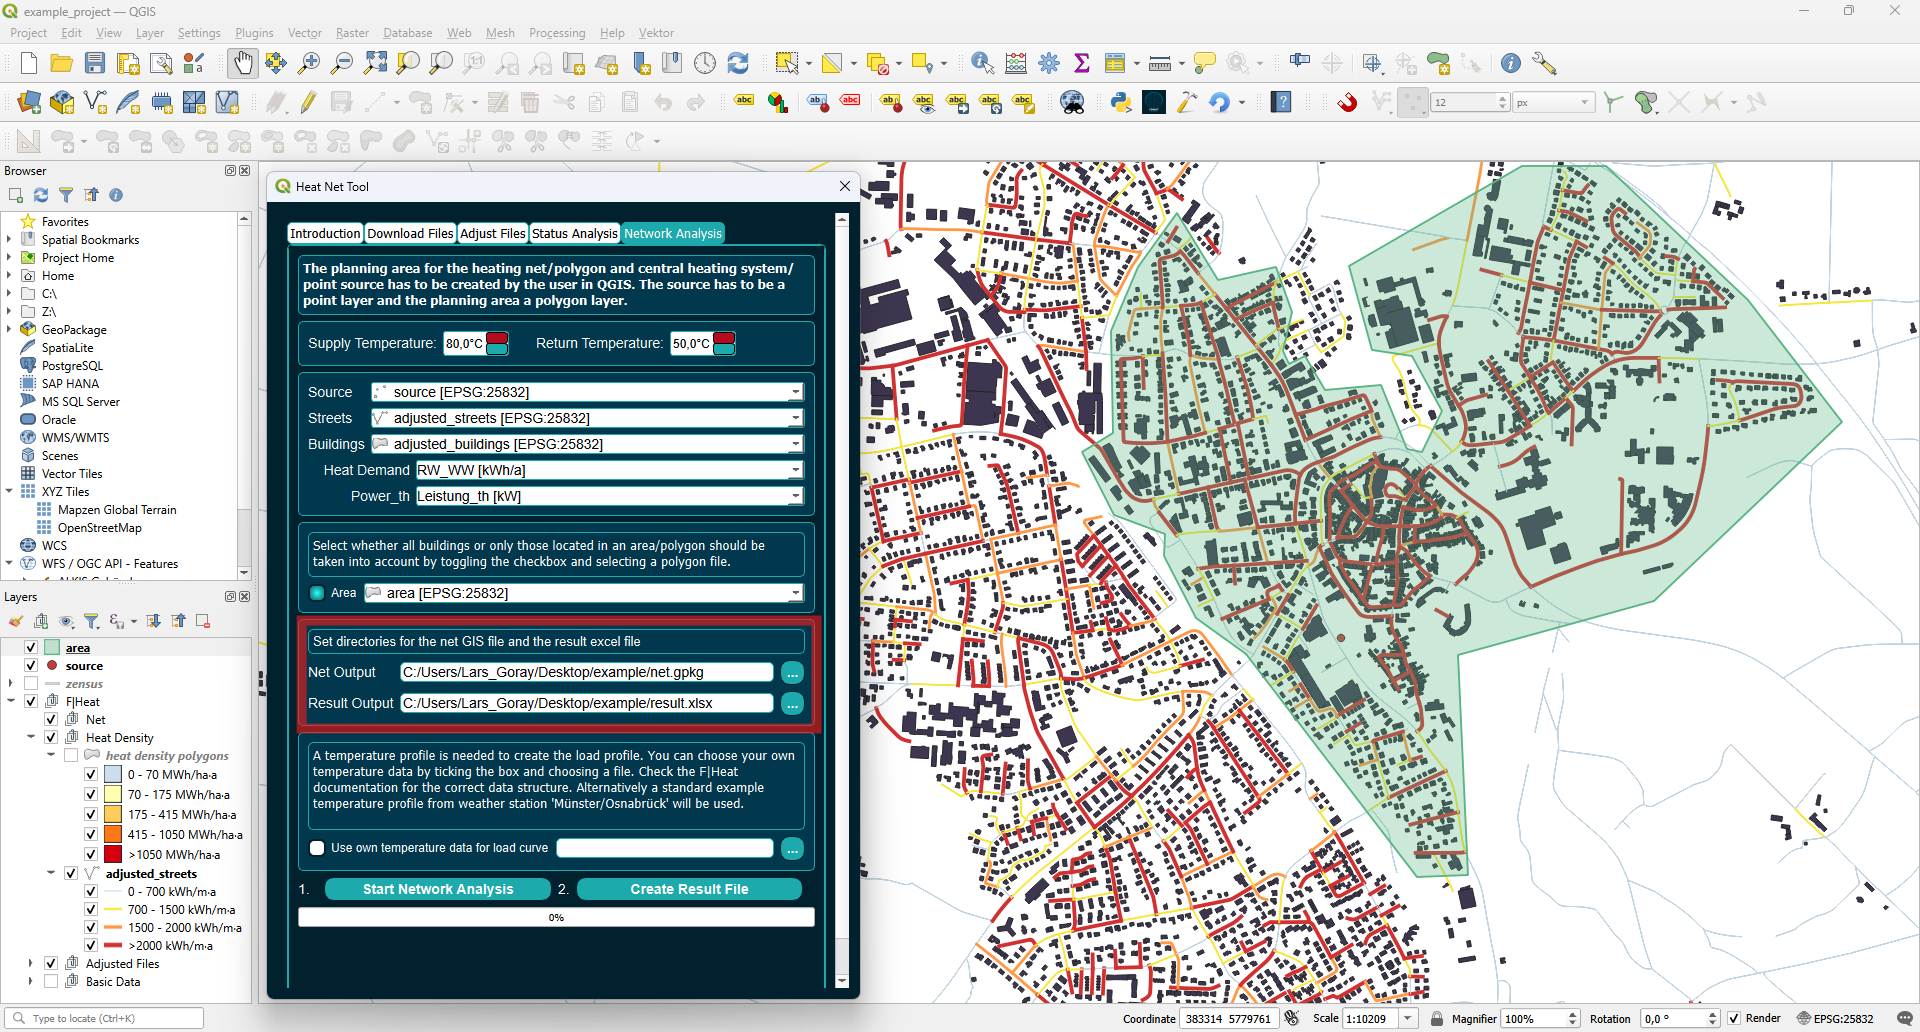 example_project — QGIS
Project Edit View Layer Settings Plugins Vector Raster Database Web Mesh Processing Help Vektor
12 px
Browser
Favorites
Spatial Bookmarks
Project Home
Home
C:\
Z:\
GeoPackage
SpatiaLite
PostgreSQL
SAP HANA
MS SQL Server
Oracle
WMS/WMTS
Scenes
Vector Tiles
XYZ Tiles
Mapzen Global Terrain
OpenStreetMap
WCS
WFS / OGC API - Features
Layers
area
source
zensus
F|Heat
Net
Heat Density
heat density polygons
0 - 70 MWh/ha·a
70 - 175 MWh/ha·a
175 - 415 MWh/ha·a
415 - 1050 MWh/ha·a
>1050 MWh/ha·a
adjusted_streets
0 - 700 kWh/m·a
700 - 1500 kWh/m·a
1500 - 2000 kWh/m·a
>2000 kWh/m·a
Adjusted Files
Basic Data
Heat Net Tool
Introduction Download Files Adjust Files Status Analysis Network Analysis
The planning area for the heating net/polygon and central heating system/
point source has to be created by the user in QGIS. The source has to be a
point layer and the planning area a polygon layer.
Supply Temperature: 80,0°C Return Temperature: 50,0°C
Source source [EPSG:25832]
Streets adjusted_streets [EPSG:25832]
Buildings adjusted_buildings [EPSG:25832]
Heat Demand RW_WW [kWh/a]
Power_th Leistung_th [kW]
Select whether all buildings or only those located in an area/polygon should be
taken into account by toggling the checkbox and selecting a polygon file.
Area area [EPSG:25832]
Set directories for the net GIS file and the result excel file
Net Output C:/Users/Lars_Goray/Desktop/example/net.gpkg ...
Result Output C:/Users/Lars_Goray/Desktop/example/result.xlsx ...
A temperature profile is needed to create the load profile. You can choose your own
temperature data by ticking the box and choosing a file. Check the F|Heat
documentation for the correct data structure. Alternatively a standard example
temperature profile from weather station 'Münster/Osnabrück' will be used.
Use own temperature data for load curve ...
1. Start Network Analysis 2. Create Result File
0%
Type to locate (Ctrl+K) Coordinate 383314 5779761 Scale 1:10209 Magnifier 100% Rotation 0,0 ° Render EPSG:25832